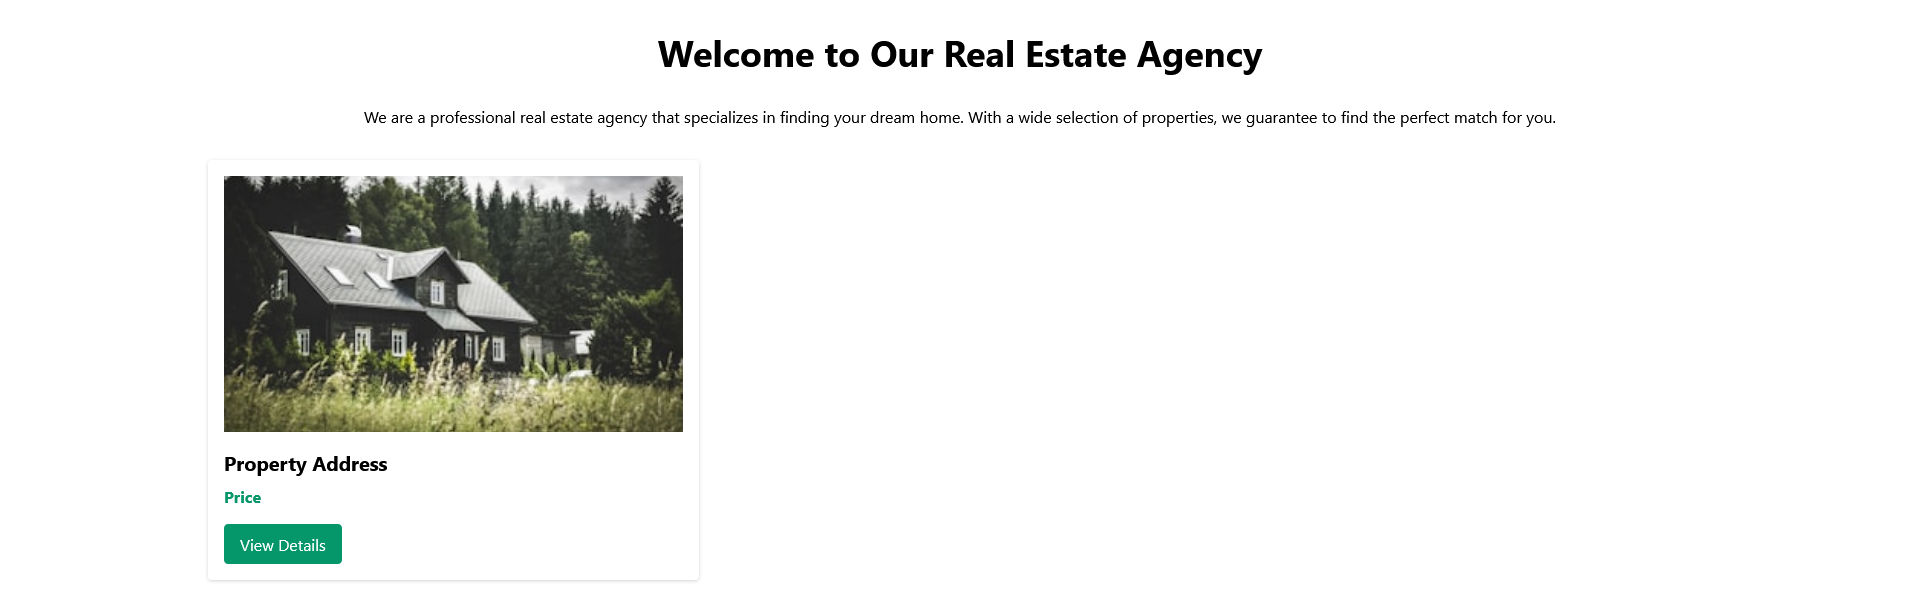 Welcome to Our Real Estate Agency
We are a professional real estate agency that specializes in finding your dream home. With a wide selection of properties, we guarantee to find the perfect match for you.
Property Address
Price
View Details